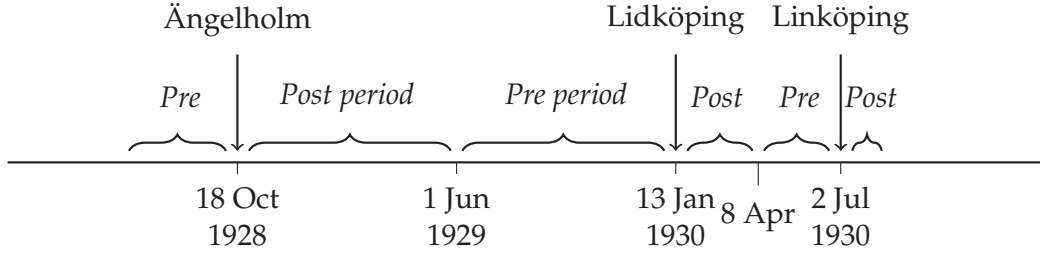 Ängelholm Lidköping Linköping
Pre Post period Pre period Post Pre Post
18 Oct 1 Jun 13 Jan 8 Apr 2 Jul
1928 1929 1930 1930